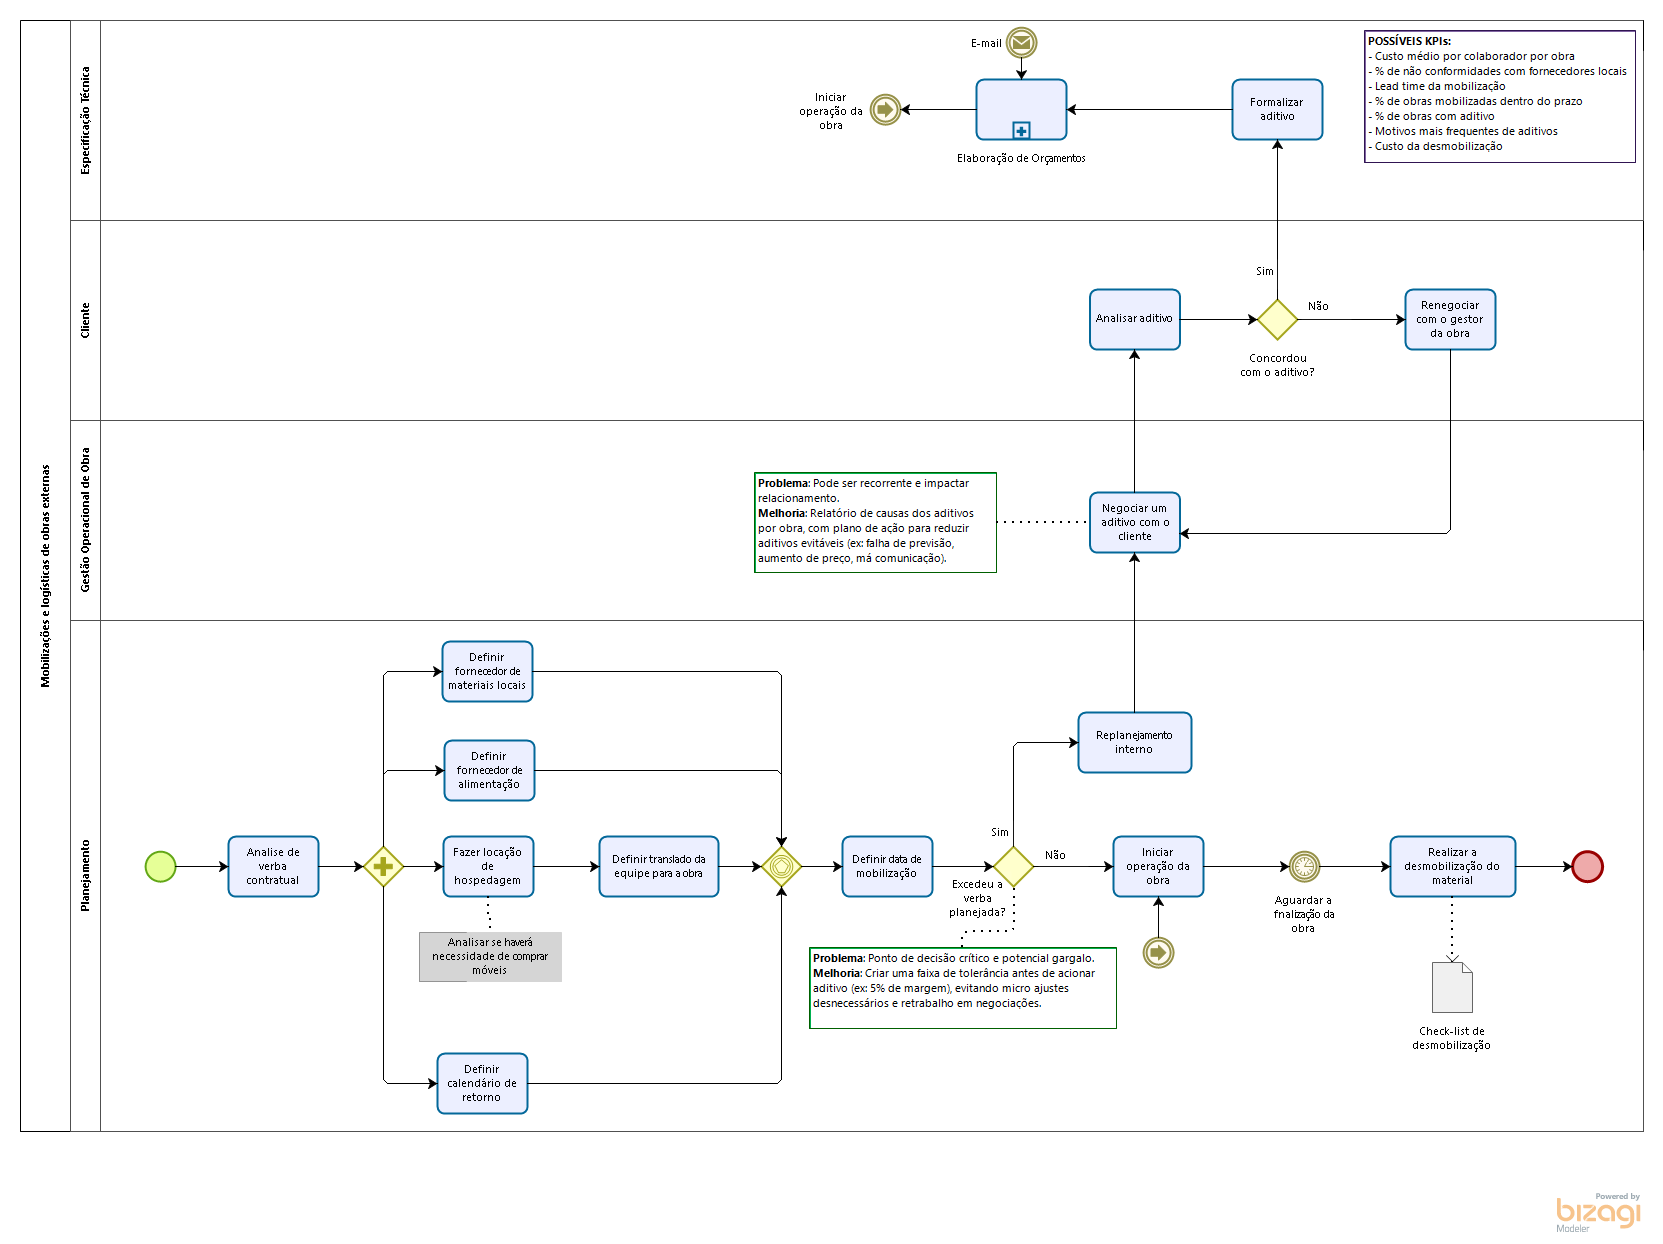 Mobilizações e logísticas de obras externas
Especificação Técnica
E-mail
Iniciar
operação da
obra
Elaboração de Orçamentos
Formalizar
aditivo
POSSÍVEIS KPIs:
- Custo médio por colaborador por obra
- % de não conformidades com fornecedores locais
- Lead time da mobilização
- % de obras mobilizadas dentro do prazo
- % de obras com aditivo
- Motivos mais frequentes de aditivos
- Custo da desmobilização
Cliente
Analisar aditivo
Sim
Não
Concordou
com o aditivo?
Renegociar
com o gestor
da obra
Gestão Operacional de Obra
Problema: Pode ser recorrente e impactar
relacionamento.
Melhoria: Relatório de causas dos aditivos
por obra, com plano de ação para reduzir
aditivos evitáveis (ex: falha de previsão,
aumento de preço, má comunicação).
Negociar um
aditivo com o
cliente
Planejamento
Analise de
verba
contratual
Definir
fornecedor de
materiais locais
Definir
fornecedor de
alimentação
Fazer locação
de
hospedagem
Analisar se haverá
necessidade de comprar
móveis
Definir
calendário de
retorno
Definir translado da
equipe para a obra
Definir data de
mobilização
Excedeu a
verba
planejada?
Sim
Não
Replanejamento
interno
Problema: Ponto de decisão crítico e potencial gargalo.
Melhoria: Criar uma faixa de tolerância antes de acionar
aditivo (ex: 5% de margem), evitando micro ajustes
desnecessários e retrabalho em negociações.
Iniciar
operação da
obra
Aguardar a
fnalização da
obra
Realizar a
desmobilização do
material
Check-list de
desmobilização
Powered by
bizagi
Modeler